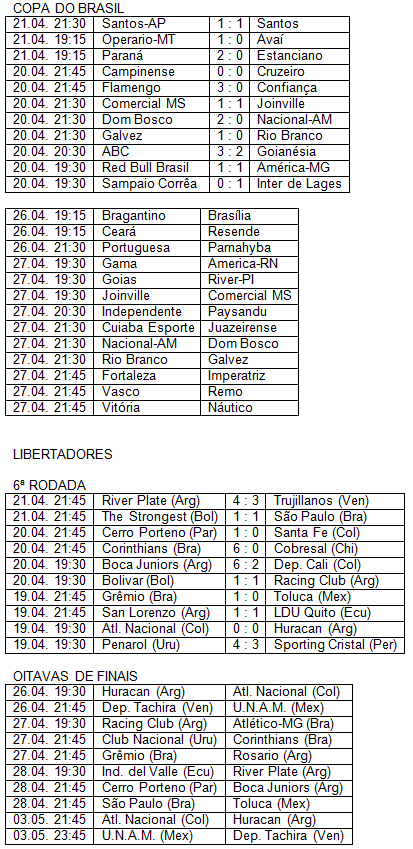 COPA DO BRASIL
21.04. 21:30 Santos-AP 1 : 1 Santos
21.04. 19:15 Operario-MT 1 : 0 Avaí
21.04. 19:15 Paraná 2 : 0 Estanciano
20.04. 21:45 Campinense 0 : 0 Cruzeiro
20.04. 21:45 Flamengo 3 : 0 Confiança
20.04. 21:30 Comercial MS 1 : 1 Joinville
20.04. 21:30 Dom Bosco 2 : 0 Nacional-AM
20.04. 21:30 Galvez 1 : 0 Rio Branco
20.04. 20:30 ABC 3 : 2 Goianésia
20.04. 19:30 Red Bull Brasil 1 : 1 América-MG
20.04. 19:30 Sampaio Corrêa 0 : 1 Inter de Lages
26.04. 19:15 Bragantino Brasília
26.04. 19:15 Ceará Resende
26.04. 21:30 Portuguesa Parnahyba
27.04. 19:30 Gama America-RN
27.04. 19:30 Goias River-PI
27.04. 19:30 Joinville Comercial MS
27.04. 20:30 Independente Paysandu
27.04. 21:30 Cuiaba Esporte Juazeirense
27.04. 21:30 Nacional-AM Dom Bosco
27.04. 21:30 Rio Branco Galvez
27.04. 21:45 Fortaleza Imperatriz
27.04. 21:45 Vasco Remo
27.04. 21:45 Vitória Náutico
LIBERTADORES
6ª RODADA
21.04. 21:45 River Plate (Arg) 4 : 3 Trujillanos (Ven)
21.04. 21:45 The Strongest (Bol) 1 : 1 São Paulo (Bra)
20.04. 21:45 Cerro Porteno (Par) 1 : 0 Santa Fe (Col)
20.04. 21:45 Corinthians (Bra) 6 : 0 Cobresal (Chi)
20.04. 19:30 Boca Juniors (Arg) 6 : 2 Dep. Cali (Col)
20.04. 19:30 Bolivar (Bol) 1 : 1 Racing Club (Arg)
19.04. 21:45 Grêmio (Bra) 1 : 0 Toluca (Mex)
19.04. 21:45 San Lorenzo (Arg) 1 : 1 LDU Quito (Ecu)
19.04. 19:30 Atl. Nacional (Col) 0 : 0 Huracan (Arg)
19.04. 19:30 Penarol (Uru) 4 : 3 Sporting Cristal (Per)
OITAVAS DE FINAIS
26.04. 19:30 Huracan (Arg) Atl. Nacional (Col)
26.04. 21:45 Dep. Tachira (Ven) U.N.A.M. (Mex)
27.04. 19:30 Racing Club (Arg) Atlético-MG (Bra)
27.04. 21:45 Club Nacional (Uru) Corinthians (Bra)
27.04. 21:45 Grêmio (Bra) Rosario (Arg)
28.04. 19:30 Ind. del Valle (Ecu) River Plate (Arg)
28.04. 21:45 Cerro Porteno (Par) Boca Juniors (Arg)
28.04. 21:45 São Paulo (Bra) Toluca (Mex)
03.05. 21:45 Atl. Nacional (Col) Huracan (Arg)
03.05. 23:45 U.N.A.M. (Mex) Dep. Tachira (Ven)